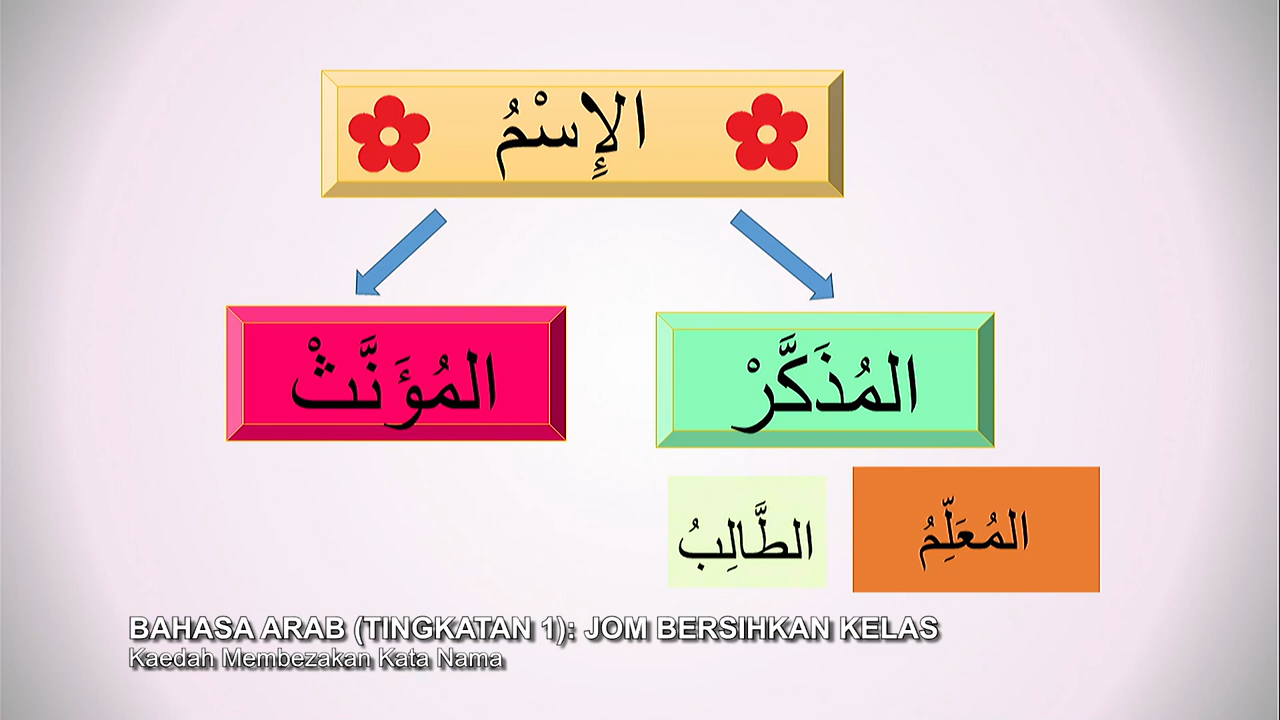 الإِسْمُ
المُذَكَّرْ
المُؤَنَّثْ
المُعَلِّمُ
الطَّالِبُ
BAHASA ARAB (TINGKATAN 1): JOM BERSIHKAN KELAS
Kaedah Membezakan Kata Nama